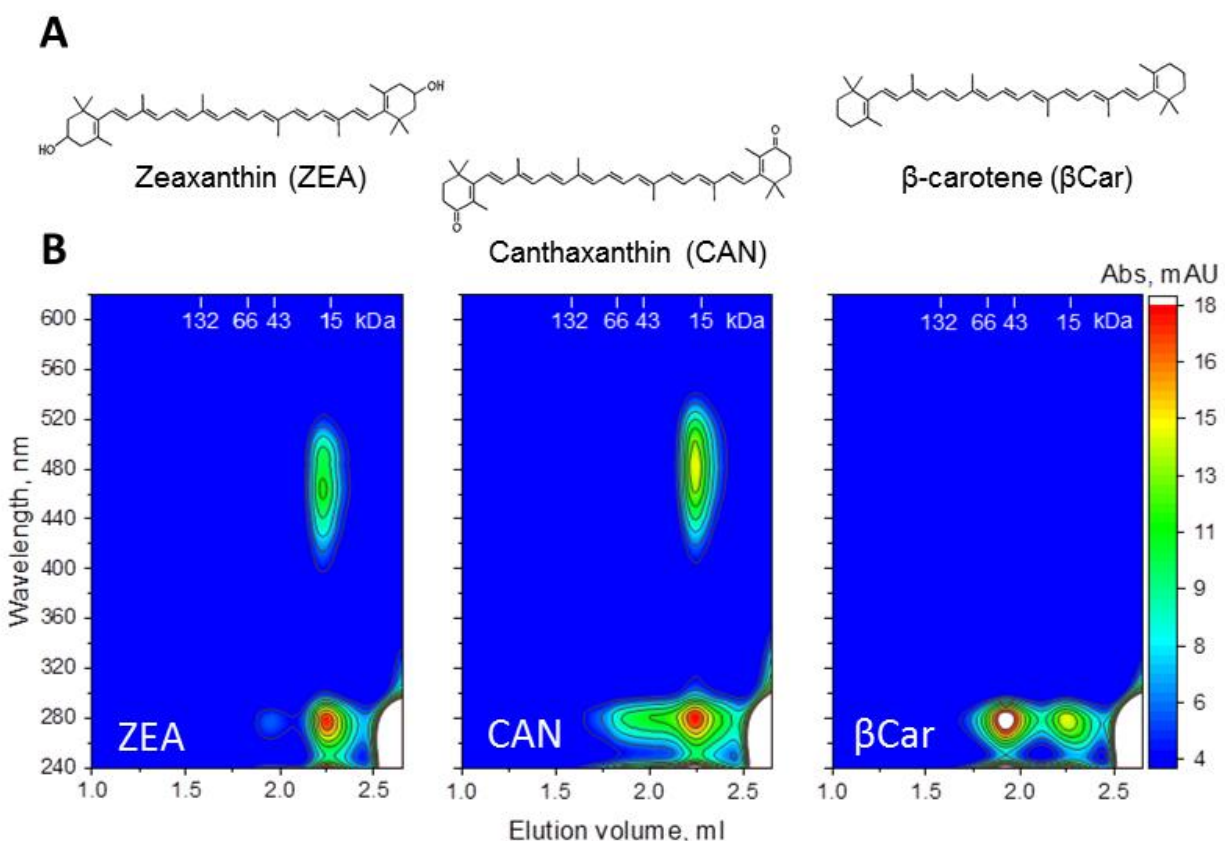 A
OH
HO
Zeaxanthin (ZEA)
O
O
Canthaxanthin (CAN)
β-carotene (βCar)
B
Abs, mAU
Wavelength, nm
600
560
520
480
440
400
360
320
280
240
132 66 43 15 kDa
ZEA
1.0 1.5 2.0 2.5
132 66 43 15 kDa
CAN
1.0 1.5 2.0 2.5
132 66 43 15 kDa
βCar
1.0 1.5 2.0 2.5
18
16
15
13
11
9
8
6
4
Elution volume, ml